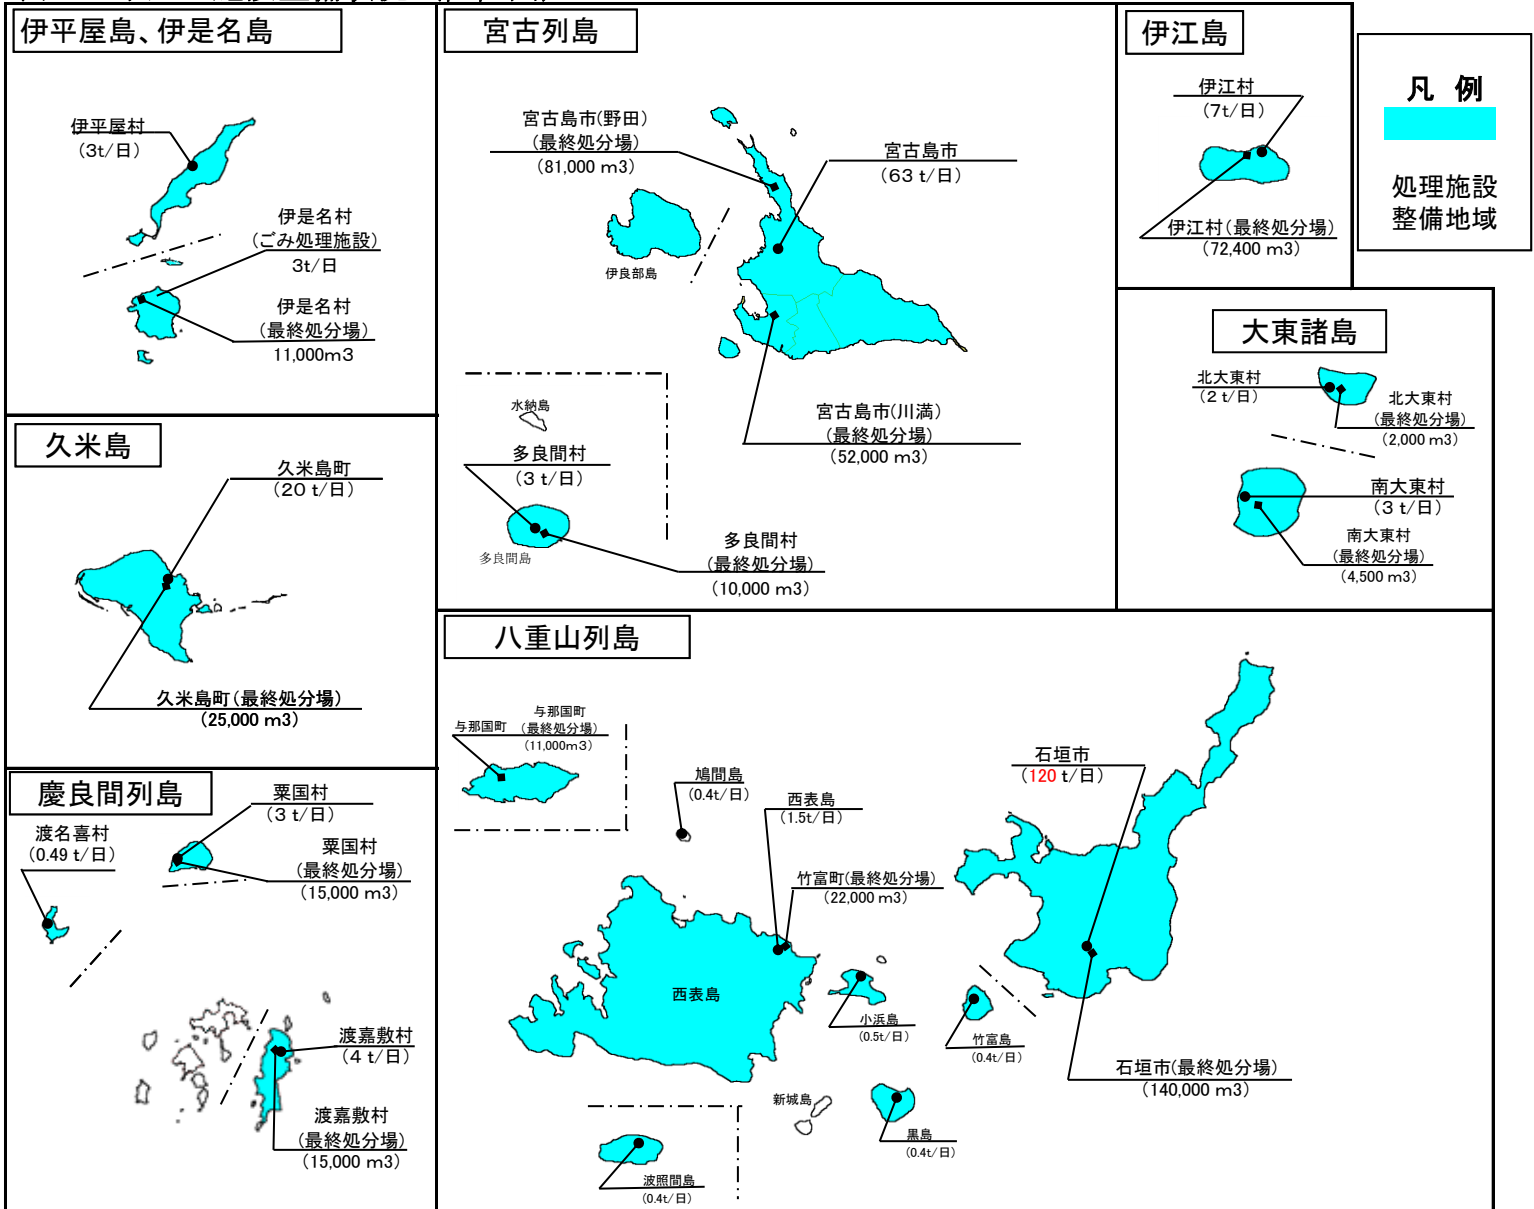 伊平屋島、伊是名島
伊平屋村
(3t/日)
伊是名村
(ごみ処理施設)
3t/日
伊是名村
(最終処分場)
11,000m3
宮古列島
宮古島市(野田)
(最終処分場)
(81,000 m3)
宮古島市
(63 t/日)
伊良部島
宮古島市(川満)
(最終処分場)
(52,000 m3)
水納島
多良間村
(3 t/日)
多良間島
多良間村
(最終処分場)
(10,000 m3)
伊江島
伊江村
(7t/日)
伊江村(最終処分場)
(72,400 m3)
凡 例
処理施設
整備地域
大東諸島
北大東村
(2 t/日)
北大東村
(最終処分場)
(2,000 m3)
南大東村
(3 t/日)
南大東村
(最終処分場)
(4,500 m3)
久米島
久米島町
(20 t/日)
久米島町(最終処分場)
(25,000 m3)
慶良間列島
粟国村
(3 t/日)
渡名喜村
(0.49 t/日)
粟国村
(最終処分場)
(15,000 m3)
渡嘉敷村
(4 t/日)
渡嘉敷村
(最終処分場)
(15,000 m3)
八重山列島
与那国町
与那国町
(最終処分場)
(11,000m3)
鳩間島
(0.4t/日)
西表島
(1.5t/日)
竹富町(最終処分場)
(22,000 m3)
石垣市
(120 t/日)
西表島
小浜島
(0.5t/日)
竹富島
(0.4t/日)
石垣市(最終処分場)
(140,000 m3)
新城島
黒島
(0.4t/日)
波照間島
(0.4t/日)